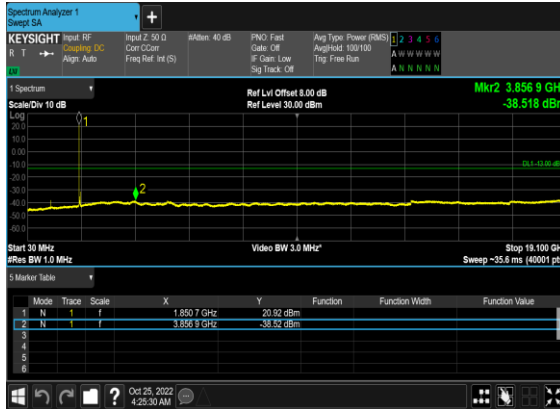 Spectrum Analyzer 1
Swept SA
KEYSIGHT Input: RF Input Z: 50 Ω #Atten: 40 dB PNO: Fast Avg Type: Power (RMS) 1 2 3 4 5 6
R T Coupling: DC Corr CCorr Gate: Off Avg|Hold: 100/100 A W W W W W
Align: Auto Freq Ref: Int (S) IF Gain: Low Trig: Free Run
LU Sig Track: Off A N N N N N
1 Spectrum Ref Lvl Offset 8.00 dB Mkr2 3.856 9 GH
Scale/Div 10 dB Ref Level 30.00 dBm -38.518 dB
Log
20.0
10.0
0.00
-10.0
DL1 -13.00 dB
-20.0
-30.0
-40.0
-50.0
-60.0
1
2
Start 30 MHz Video BW 3.0 MHz* Stop 19.100 GH
#Res BW 1.0 MHz Sweep ~35.6 ms (40001 pt
5 Marker Table
Mode Trace Scale X Y Function Function Width Function Value
1 N 1 f 1.850 7 GHz 20.92 dBm
2 N 1 f 3.856 9 GHz -38.52 dBm
3
4
5
6
? Oct 25, 2022
4:25:30 AM